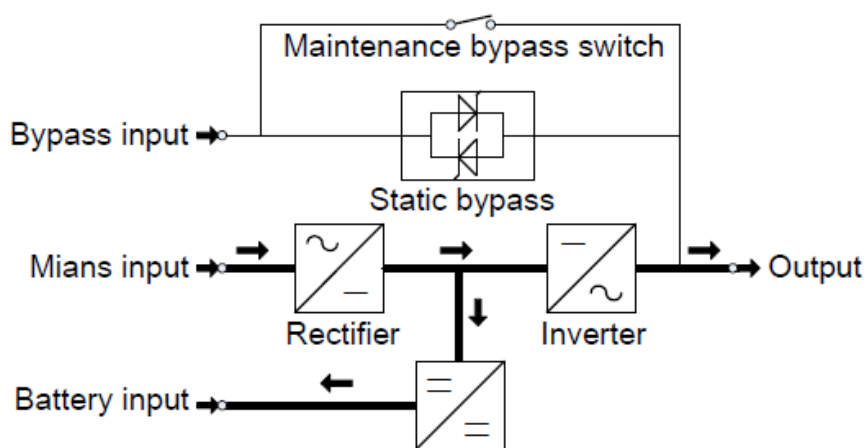 Maintenance bypass switch
Bypass input
Static bypass
Mians input
Output
Rectifier
Inverter
Battery input